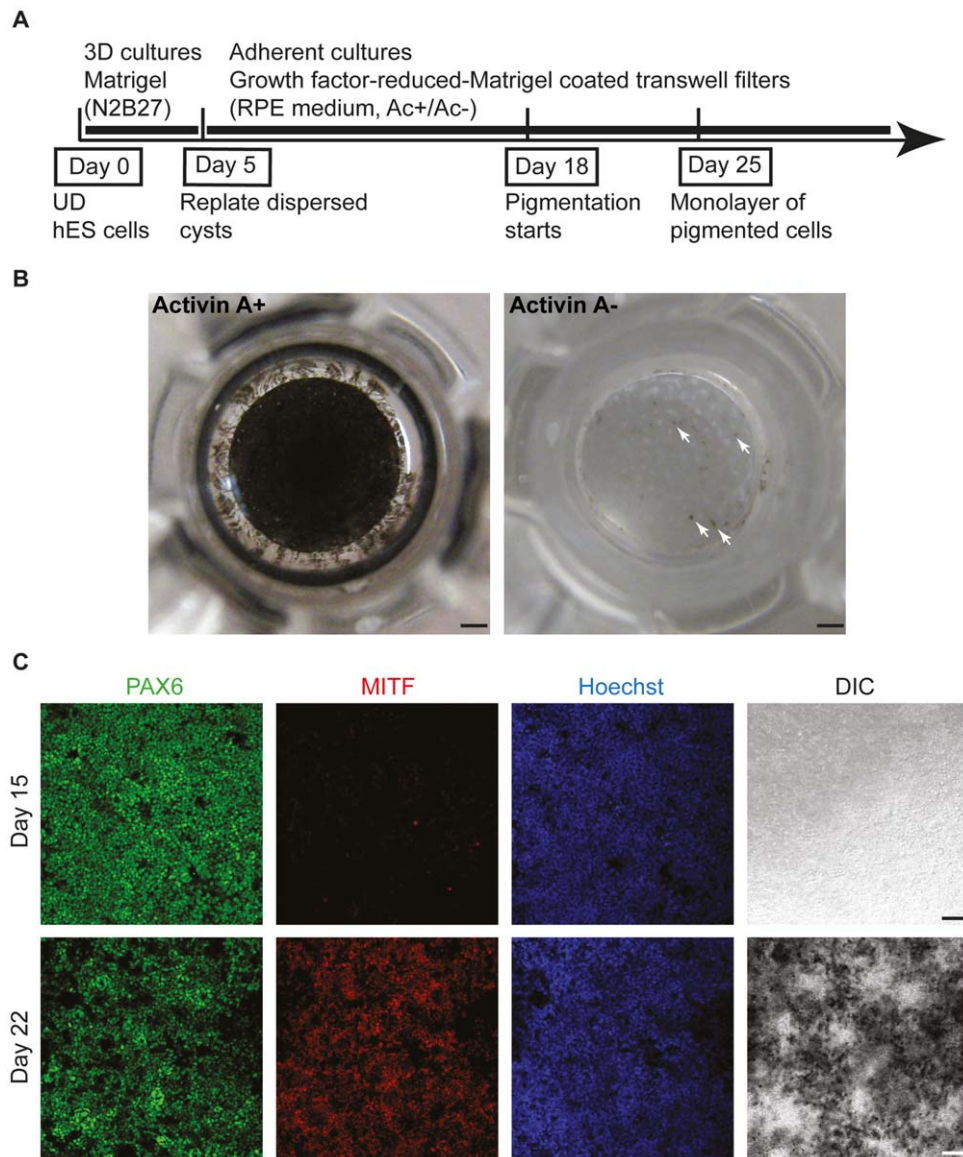 A
3D cultures
Matrigel
(N2B27)
Adherent cultures
Growth factor-reduced-Matrigel coated transwell filters
(RPE medium, Ac+/Ac-)
Day 0
Day 5
Day 18
Day 25
UD
hES cells
Replate dispersed
cysts
Pigmentation
starts
Monolayer of
pigmented cells
B
Activin A+
Activin A-
C
PAX6
MITF
Hoechst
DIC
Day 15
Day 22